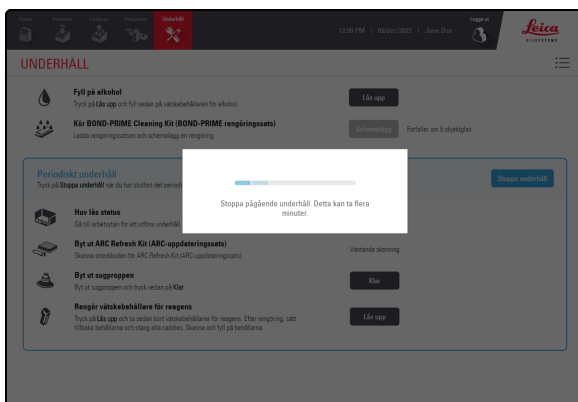 Status
Förbereda
Ladda ur
Reagenser
Underhåll
12:09 PM | 05/dec/2022 | Jane Doe
Logga ut
Leica
BIOSYSTEMS
UNDERHÅLL
Fyll på alkohol
Tryck på Lås upp och fyll sedan på vätskebehållaren för alkohol.
Lås upp
Kör BOND-PRIME Cleaning Kit (BOND-PRIME rengöringssats)
Ladda rengöringssatsen och schemalägg en rengöring.
Schemalägg
Förfaller om 5 objektglas
Periodiskt underhåll
Tryck på Stoppa underhåll när du har slutfört det periodi
Stoppa underhåll
Stoppa pågående underhåll. Detta kan ta flera
minuter.
Huv lås status
Gå till arbetsytan för att utföra underhåll
Byt ut ARC Refresh Kit (ARC-uppdateringssats)
Skanna streckkoden för ARC Refresh Kit (ARC-uppdateringssats).
Väntande skanning
Byt ut sugproppen
Byt ut sugproppen och tryck sedan på Klar
Klar
Rengör vätskebehållare för reagens
Tryck på Lås upp och ta sedan bort vätskebehållarna för reagens. Efter rengöring, sätt
tillbaka behållarna och stäng alla caddies. Skanna och fyll på behållarna.
Lås upp